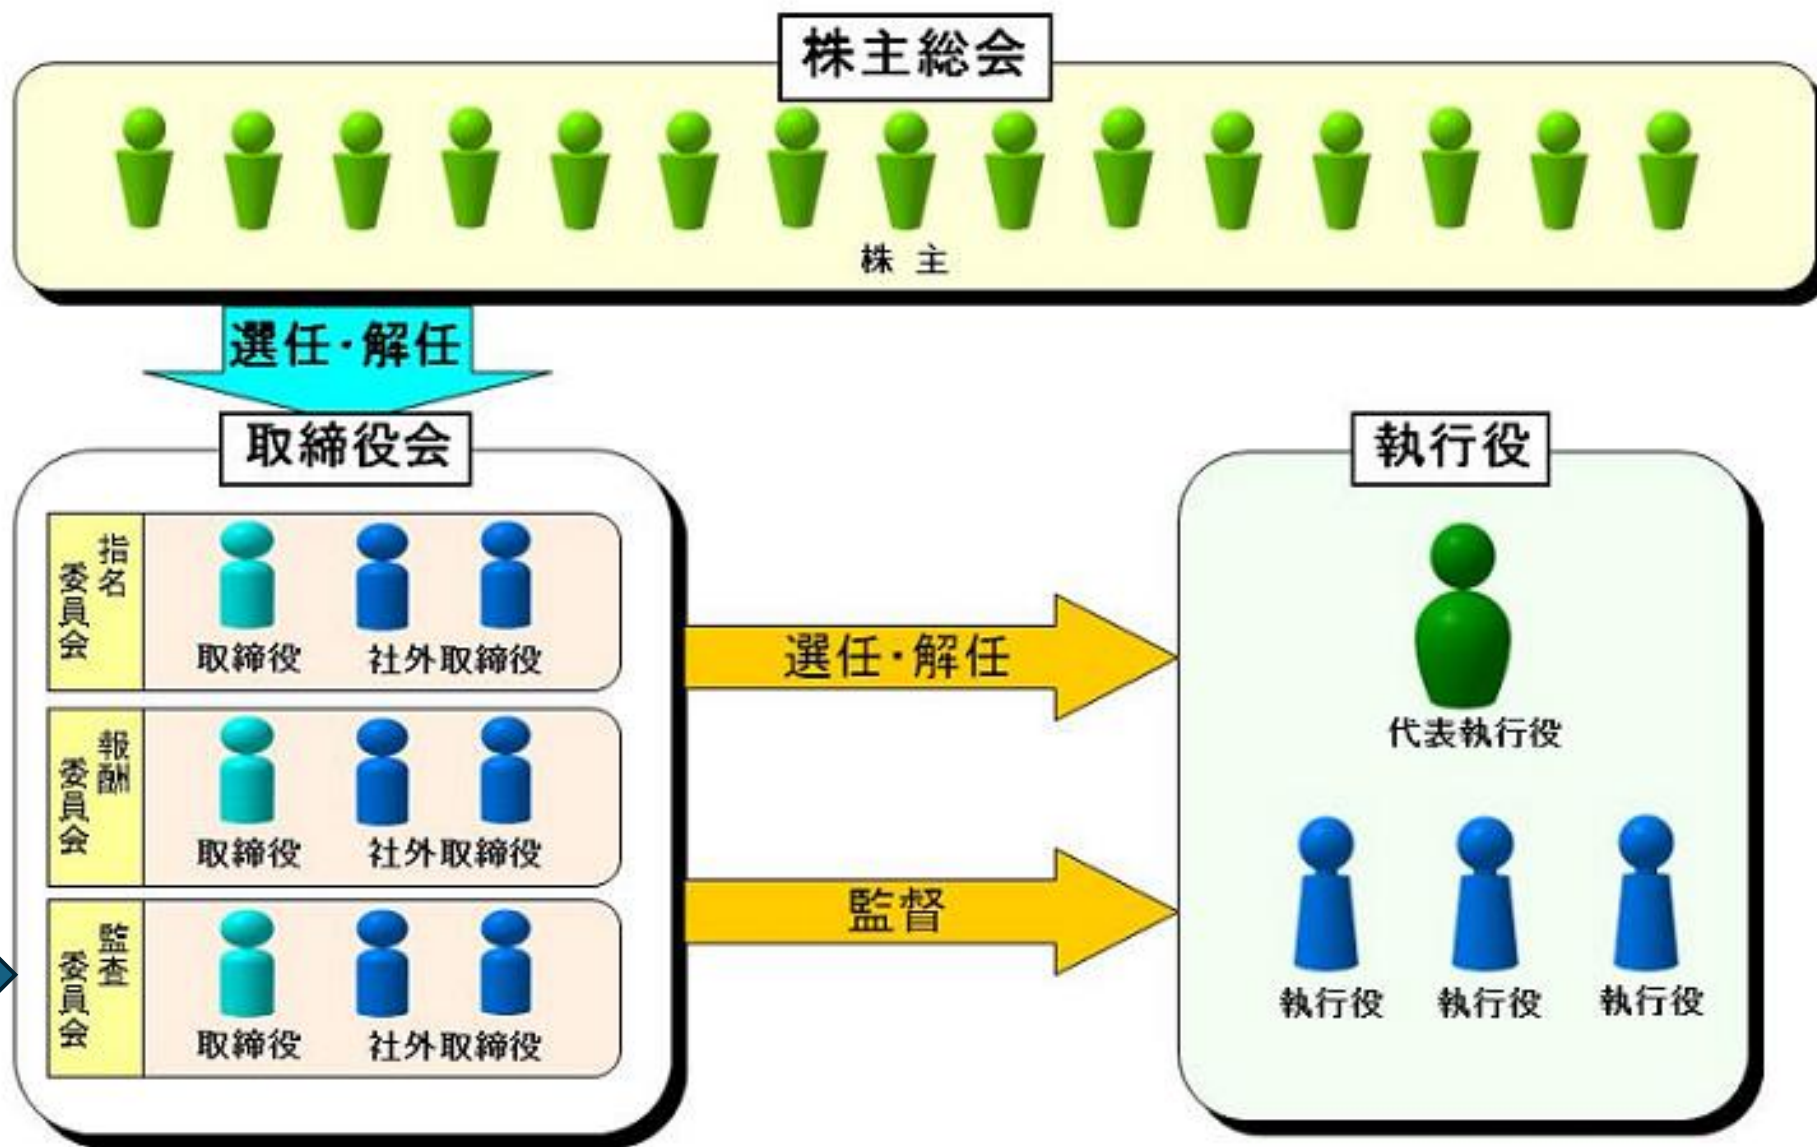 株主総会
株 主
選任・解任
取締役会
指名
委員会
取締役
社外取締役
報酬
委員会
取締役
社外取締役
監査
委員会
取締役
社外取締役
選任・解任
監督
執行役
代表執行役
執行役
執行役
執行役